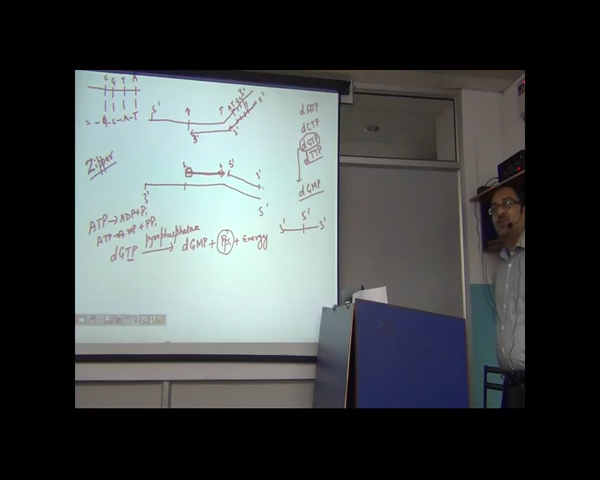 C G T A
= - G - C - A - T
5'
T
5'
dATP
dCTP
dGTP
dTTP
dGMP
Zipper
3' 5'
5'
3' 5' 3'
ATP → ADP + Pi
ATP → AMP + PPi
pyrophosphatase
dGTP → dGMP + PPi + Energy